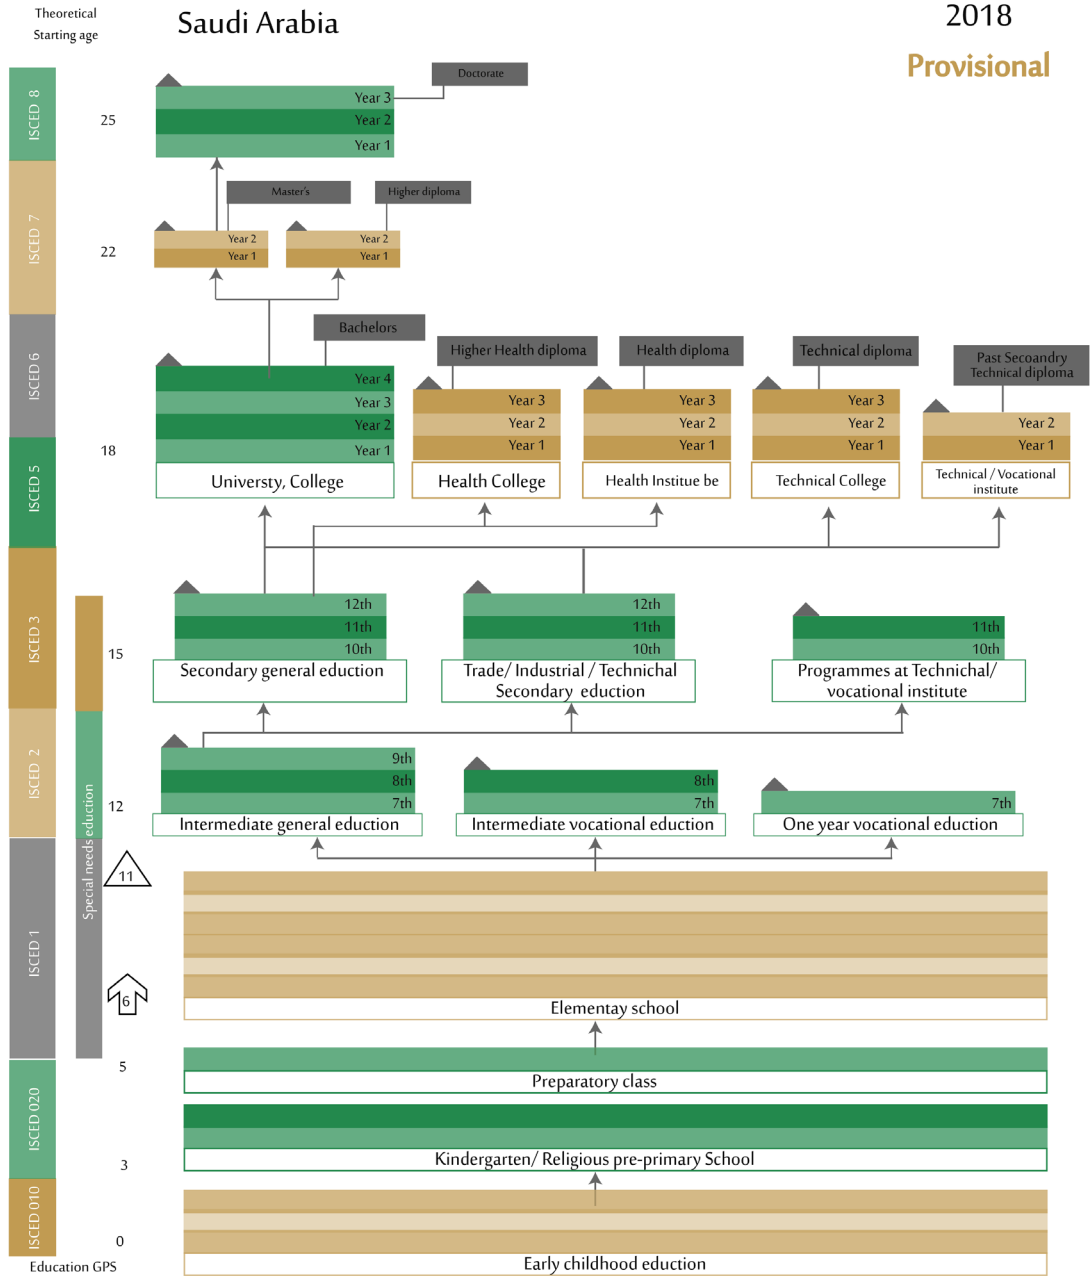 Theoretical
Starting age
Saudi Arabia
2018
Provisional
ISCED 8
25
Doctorate
Year 3
Year 2
Year 1
ISCED 7
22
Master's
Higher diploma
Year 2
Year 1
Year 2
Year 1
ISCED 6
Bachelors
Higher Health diploma
Health diploma
Technical diploma
Past Secoandry
Technical diploma
18
Year 4
Year 3
Year 2
Year 1
Year 3
Year 2
Year 1
Year 3
Year 2
Year 1
Year 3
Year 2
Year 1
Year 2
Year 1
ISCED 5
Universty, College
Health College
Health Institue be
Technical College
Technical / Vocational
institute
ISCED 3
15
12th
11th
10th
12th
11th
10th
11th
10th
Secondary general eduction
Trade/ Industrial / Technichal
Secondary eduction
Programmes at Technichal/
vocational institute
ISCED 2
Special needs eduction
12
9th
8th
7th
8th
7th
7th
Intermediate general eduction
Intermediate vocational eduction
One year vocational eduction
11
ISCED 1
6
Elementay school
5
Preparatory class
ISCED 020
3
Kindergarten/ Religious pre-primary School
ISCED 010
0
Early childhood eduction
Education GPS